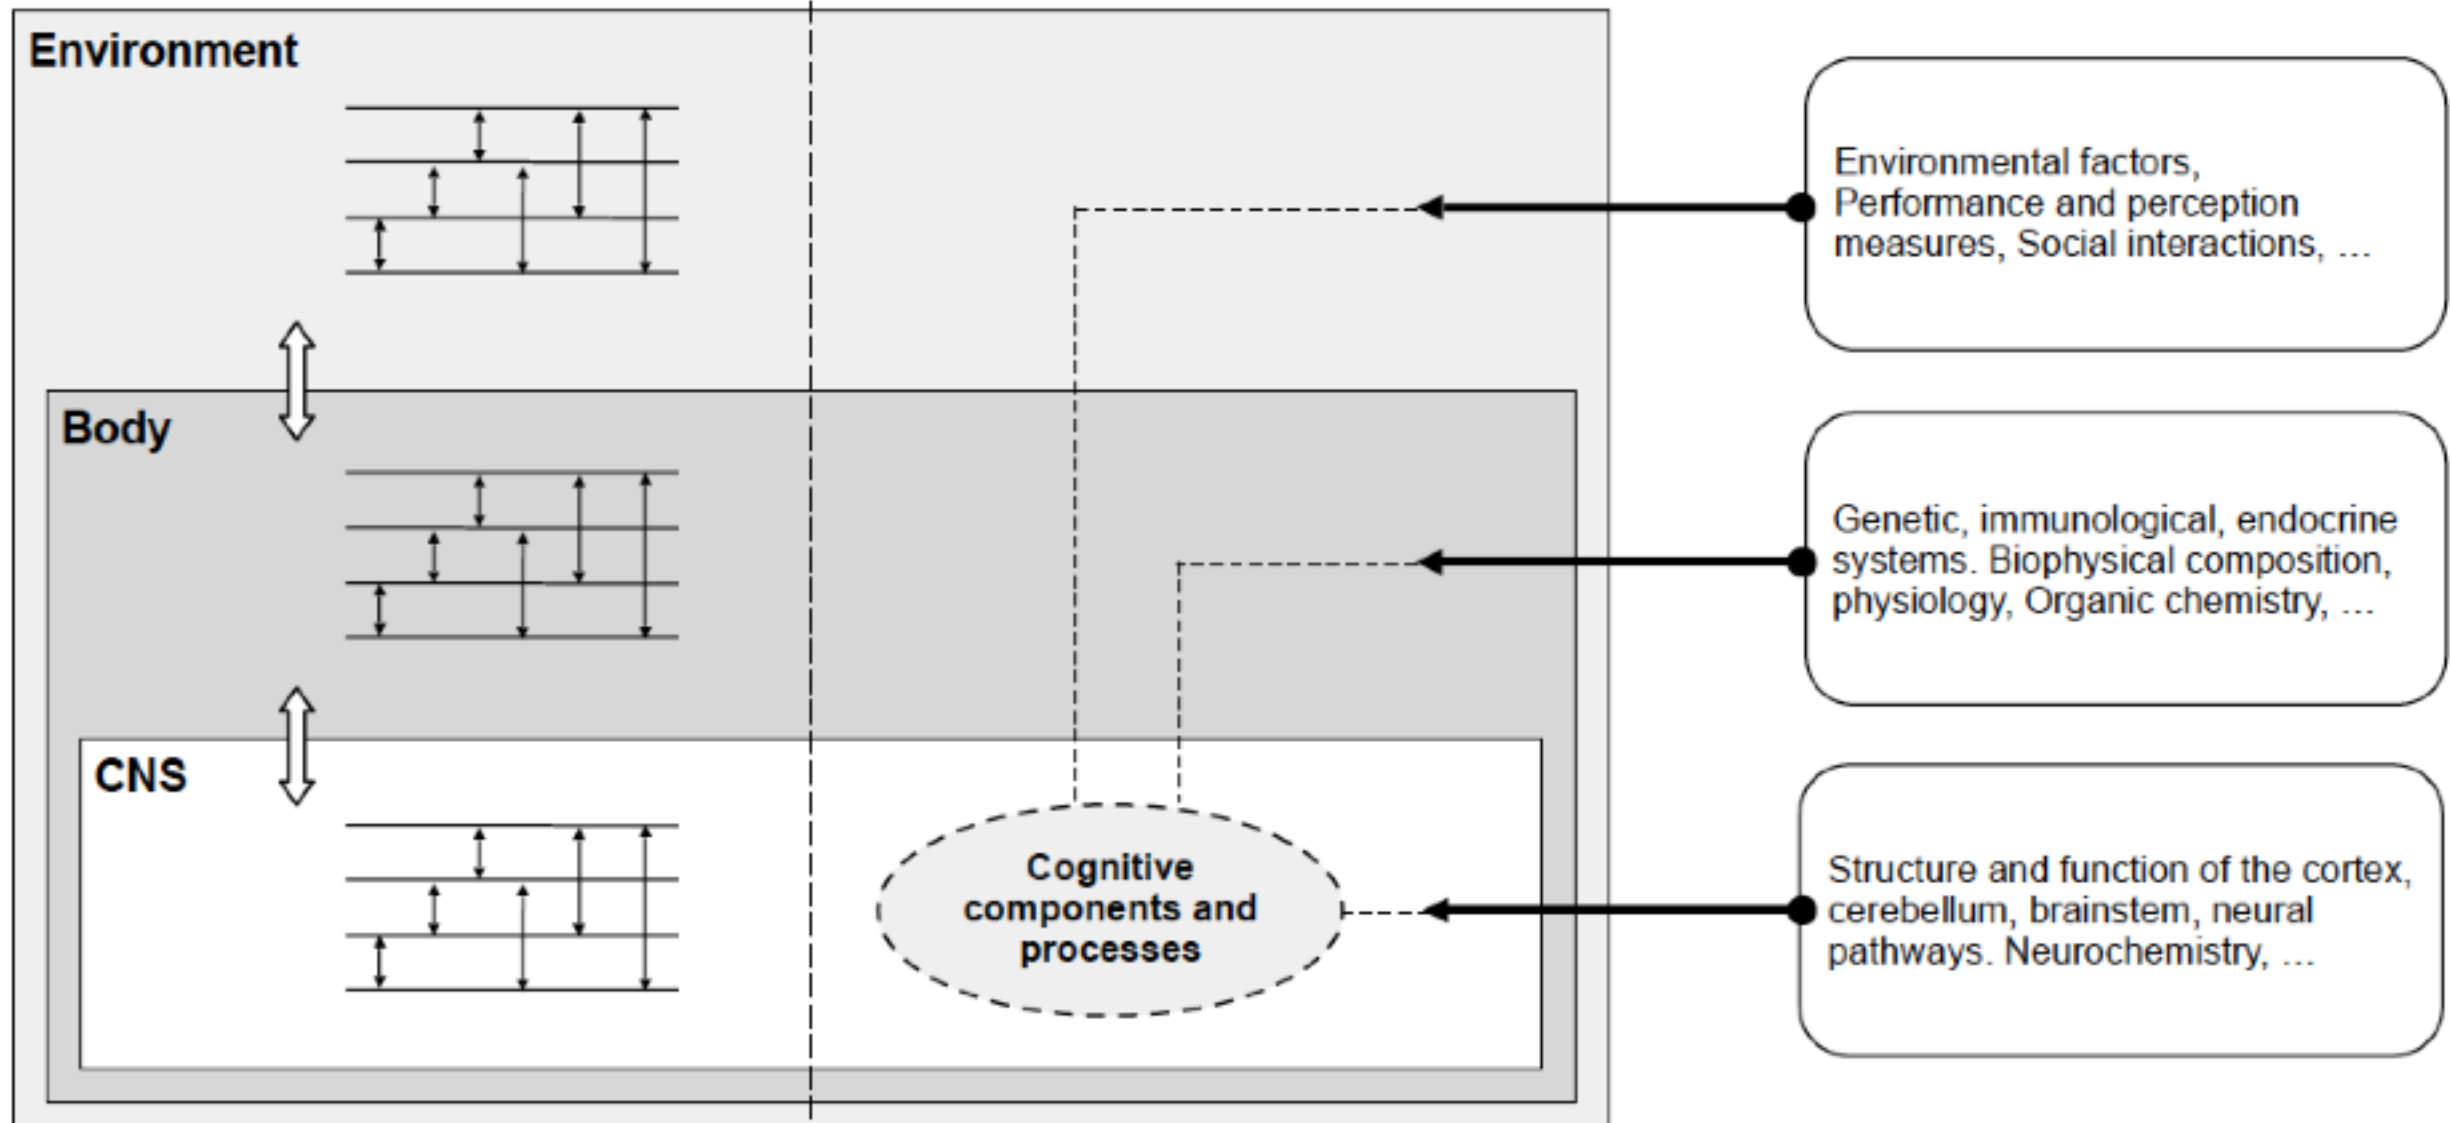 Environment
Environmental factors,
Performance and perception
measures, Social interactions, ...
Body
Genetic, immunological, endocrine
systems. Biophysical composition,
physiology, Organic chemistry, ...
CNS
Cognitive
components and
processes
Structure and function of the cortex,
cerebellum, brainstem, neural
pathways. Neurochemistry, ...